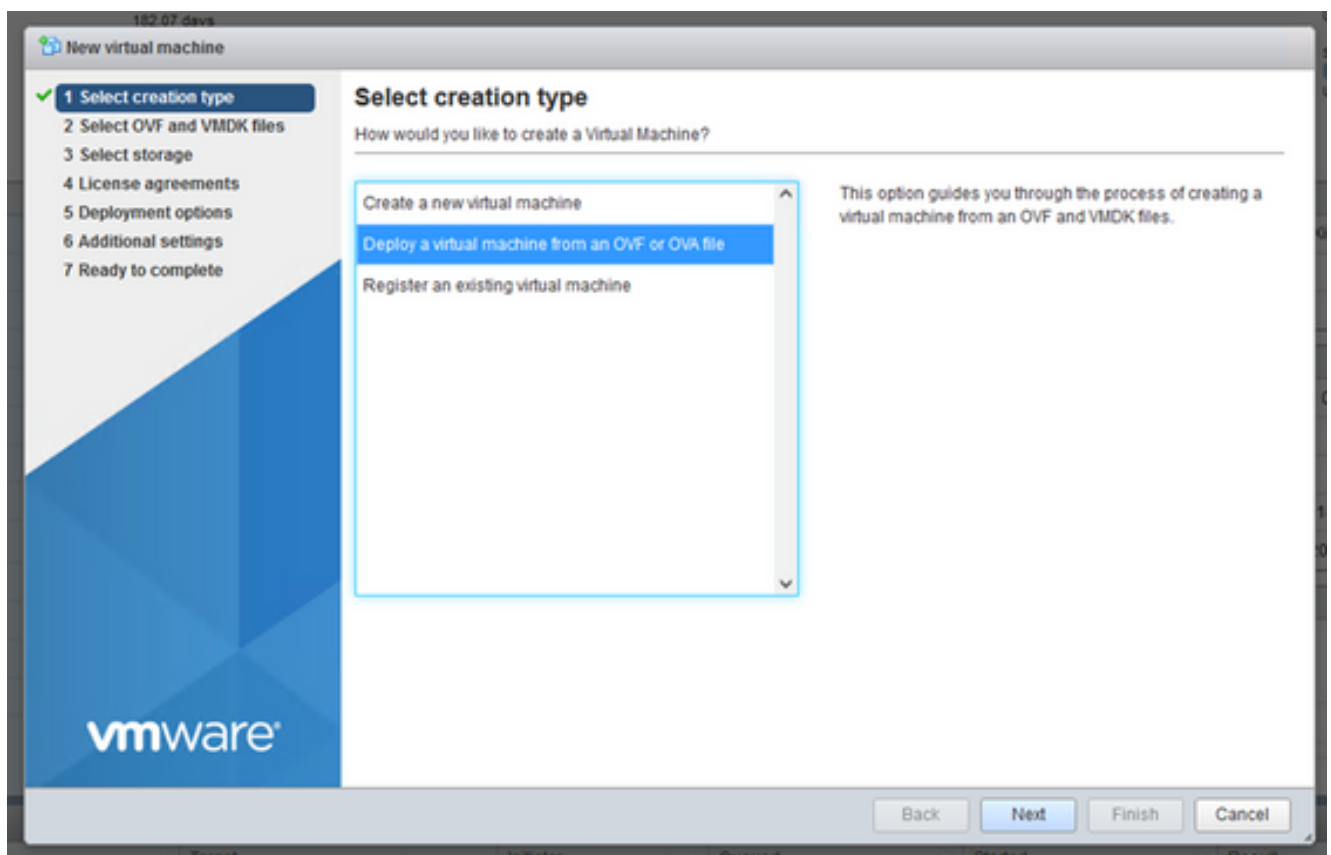 182.07 days
New virtual machine
1 Select creation type
2 Select OVF and VMDK files
3 Select storage
4 License agreements
5 Deployment options
6 Additional settings
7 Ready to complete
Select creation type
How would you like to create a Virtual Machine?
Create a new virtual machine
Deploy a virtual machine from an OVF or OVA file
Register an existing virtual machine
This option guides you through the process of creating a
virtual machine from an OVF and VMDK files.
vmware
Back
Next
Finish
Cancel